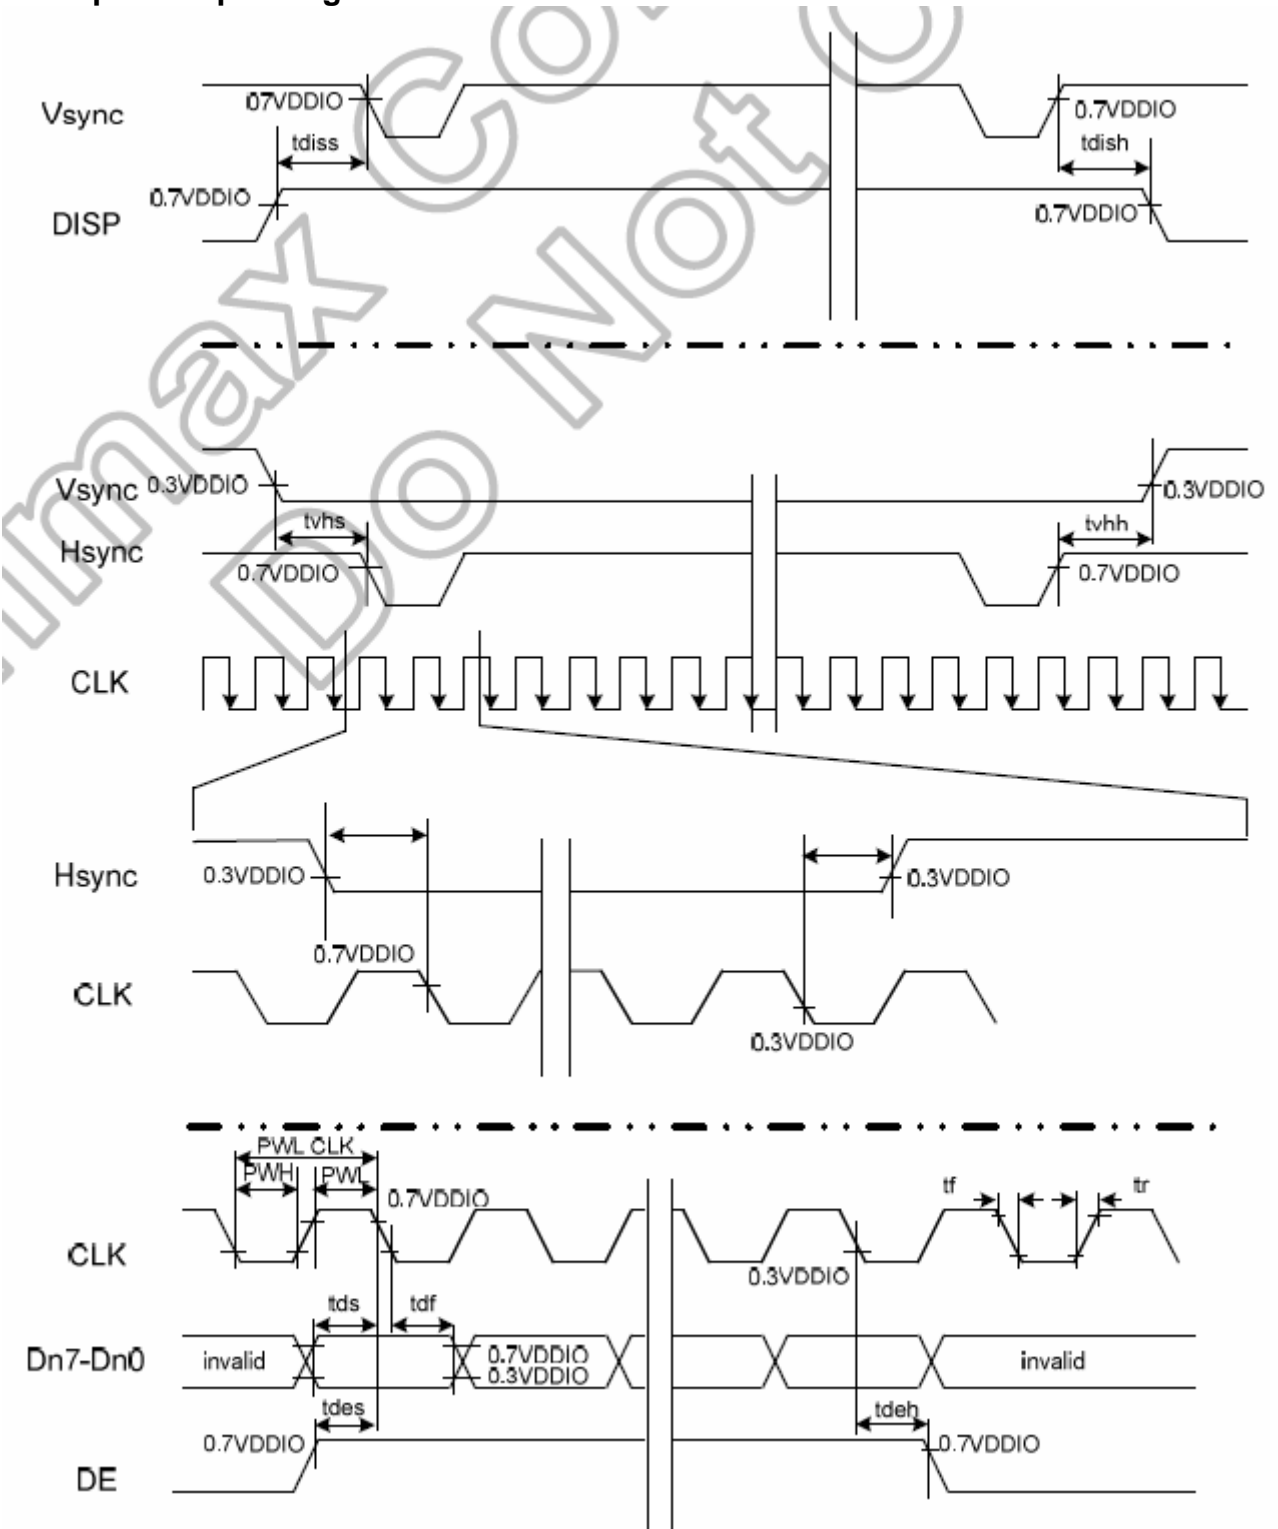 Vsync
07VDDIO
0.7VDDIO
tdiss
tdish
DISP
0.7VDDIO
0.7VDDIO
Vsync
0.3VDDIO
0.3VDDIO
tvhs
tvhh
Hsync
0.7VDDIO
0.7VDDIO
CLK
Hsync
0.3VDDIO
0.3VDDIO
0.7VDDIO
CLK
0.3VDDIO
PWL CLK
PWH
PWL
0.7VDDIO
tf
tr
CLK
0.3VDDIO
tds
tdf
Dn7-Dn0
invalid
0.7VDDIO
0.3VDDIO
invalid
tdes
tdeh
0.7VDDIO
0.7VDDIO
DE
Do Not